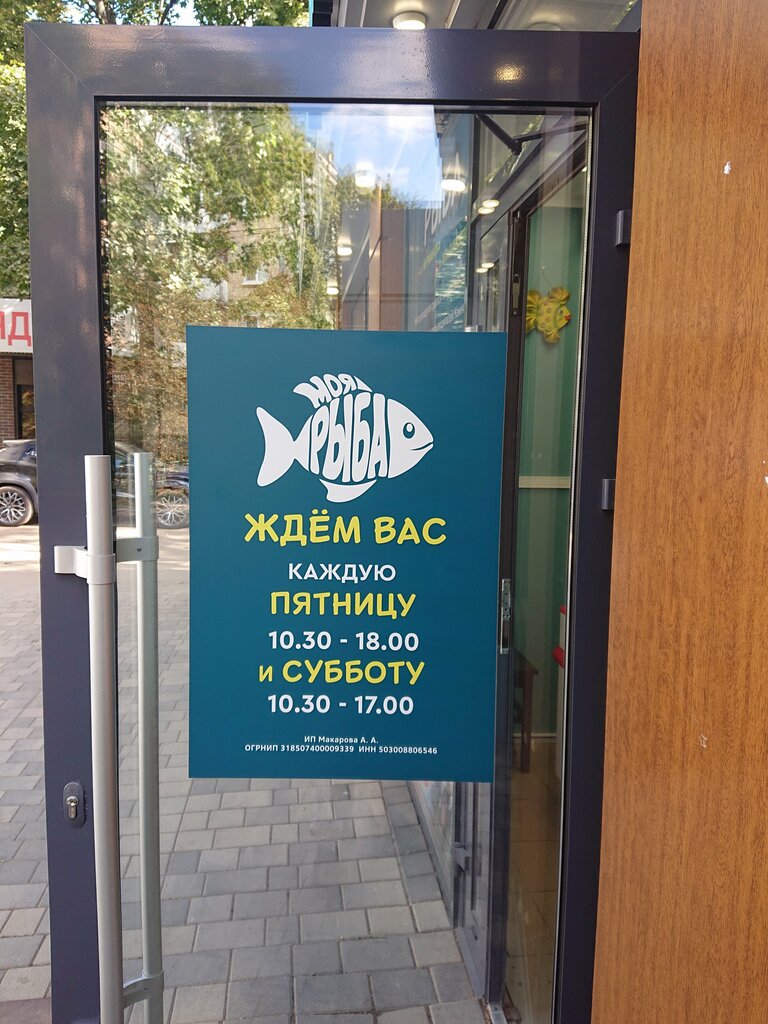 МОЯ
РЫБА
ЖДЁМ ВАС
КАЖДУЮ
ПЯТНИЦУ
10.30 - 18.00
и СУББОТУ
10.30 - 17.00
ИП Макарова А. А.
ОГРНИП 318507400009339 ИНН 503008806546